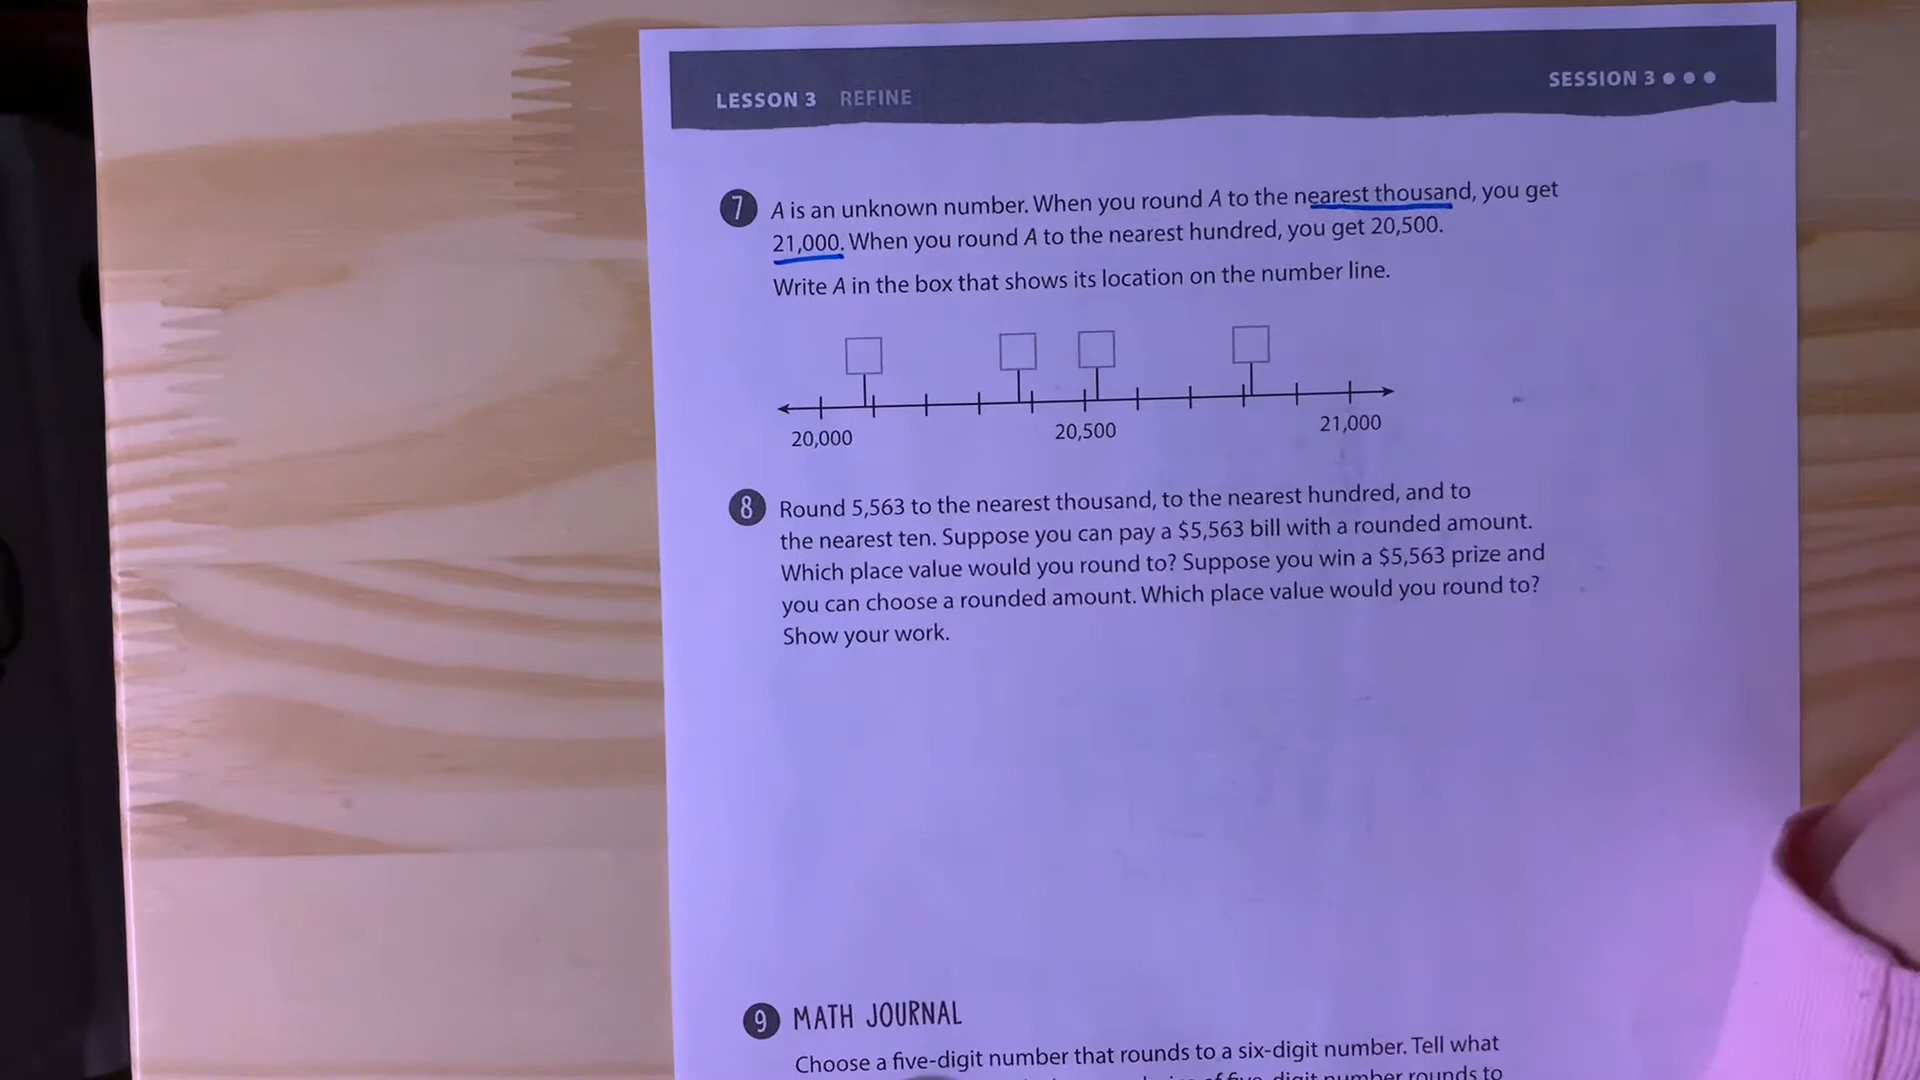 LESSON 3 REFINE
SESSION 3
7 A is an unknown number. When you round A to the nearest thousand, you get
21,000. When you round A to the nearest hundred, you get 20,500.
Write A in the box that shows its location on the number line.
20,000 20,500 21,000
8 Round 5,563 to the nearest thousand, to the nearest hundred, and to
the nearest ten. Suppose you can pay a $5,563 bill with a rounded amount.
Which place value would you round to? Suppose you win a $5,563 prize and
you can choose a rounded amount. Which place value would you round to?
Show your work.
9 MATH JOURNAL
Choose a five-digit number that rounds to a six-digit number. Tell what
five-digit number rounds to